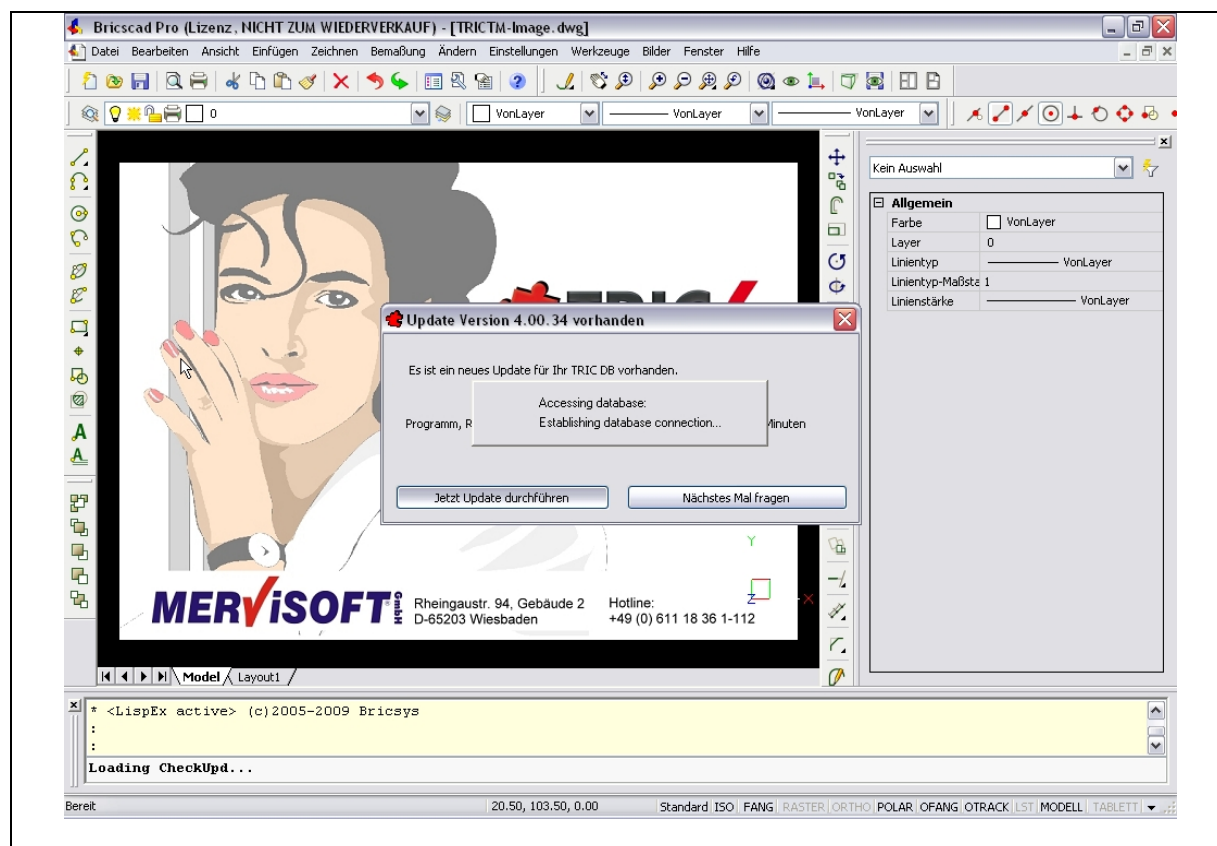 Bricscad Pro (Lizenz, NICHT ZUM WIEDERVERKAUF) - [TRICTM-Image.dwg]
Datei Bearbeiten Ansicht Einfügen Zeichnen Bemaßung Ändern Einstellungen Werkzeuge Bilder Fenster Hilfe
0 VonLayer VonLayer VonLayer
Kein Auswahl
Allgemein
Farbe VonLayer
Layer 0
Linientyp VonLayer
Linientyp-Maßsta 1
Linienstärke VonLayer
TRIC
Update Version 4.00.34 vorhanden
Es ist ein neues Update für Ihr TRIC DB vorhanden.
Accessing database:
Programm, R Establishing database connection... Minuten
Jetzt Update durchführen Nächstes Mal fragen
A
A
Y
Z X
MERViSOFT GmbH
Rheingaustr. 94, Gebäude 2 Hotline:
D-65203 Wiesbaden +49 (0) 611 18 36 1-112
Model Layout1
* <LispEx active> (c)2005-2009 Bricsys
:
:
Loading CheckUpd...
Bereit 20.50, 103.50, 0.00 Standard ISO FANG RASTER ORTHO POLAR OFANG OTRACK LST MODELL TABLETT